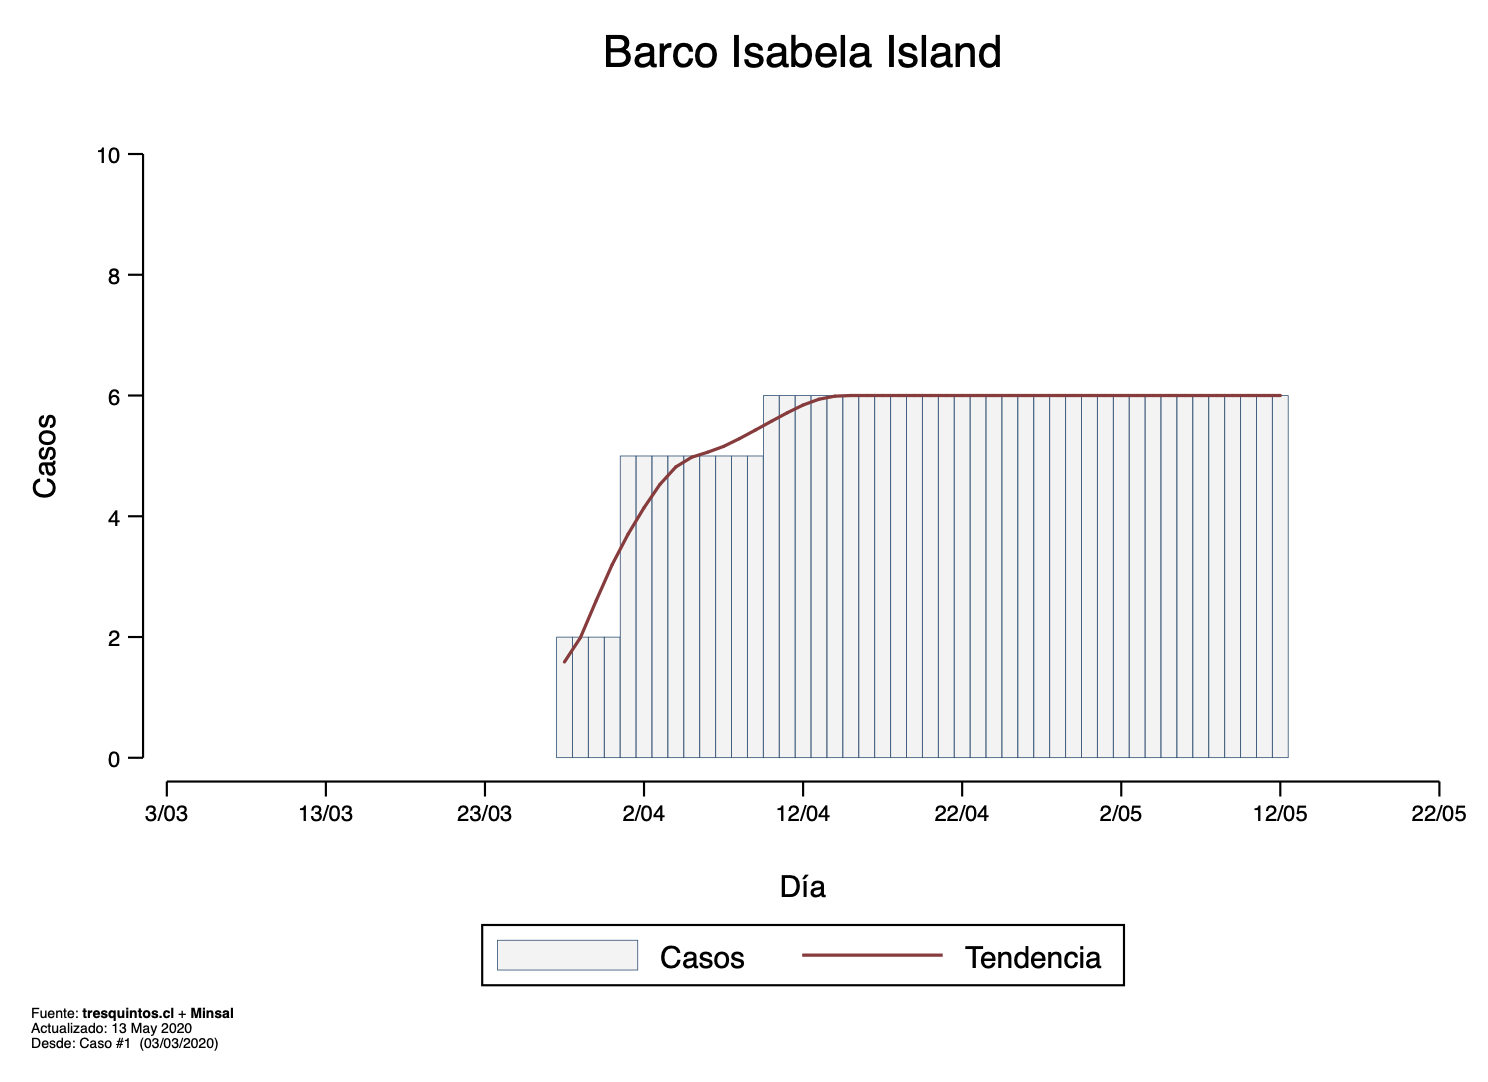 Barco Isabela Island
10
8
6
4
2
0
Casos
3/03 13/03 23/03 2/04 12/04 22/04 2/05 12/05 22/05
Día
Casos Tendencia
Fuente: tresquintos.cl + Minsal
Actualizado: 13 May 2020
Desde: Caso #1 (03/03/2020)